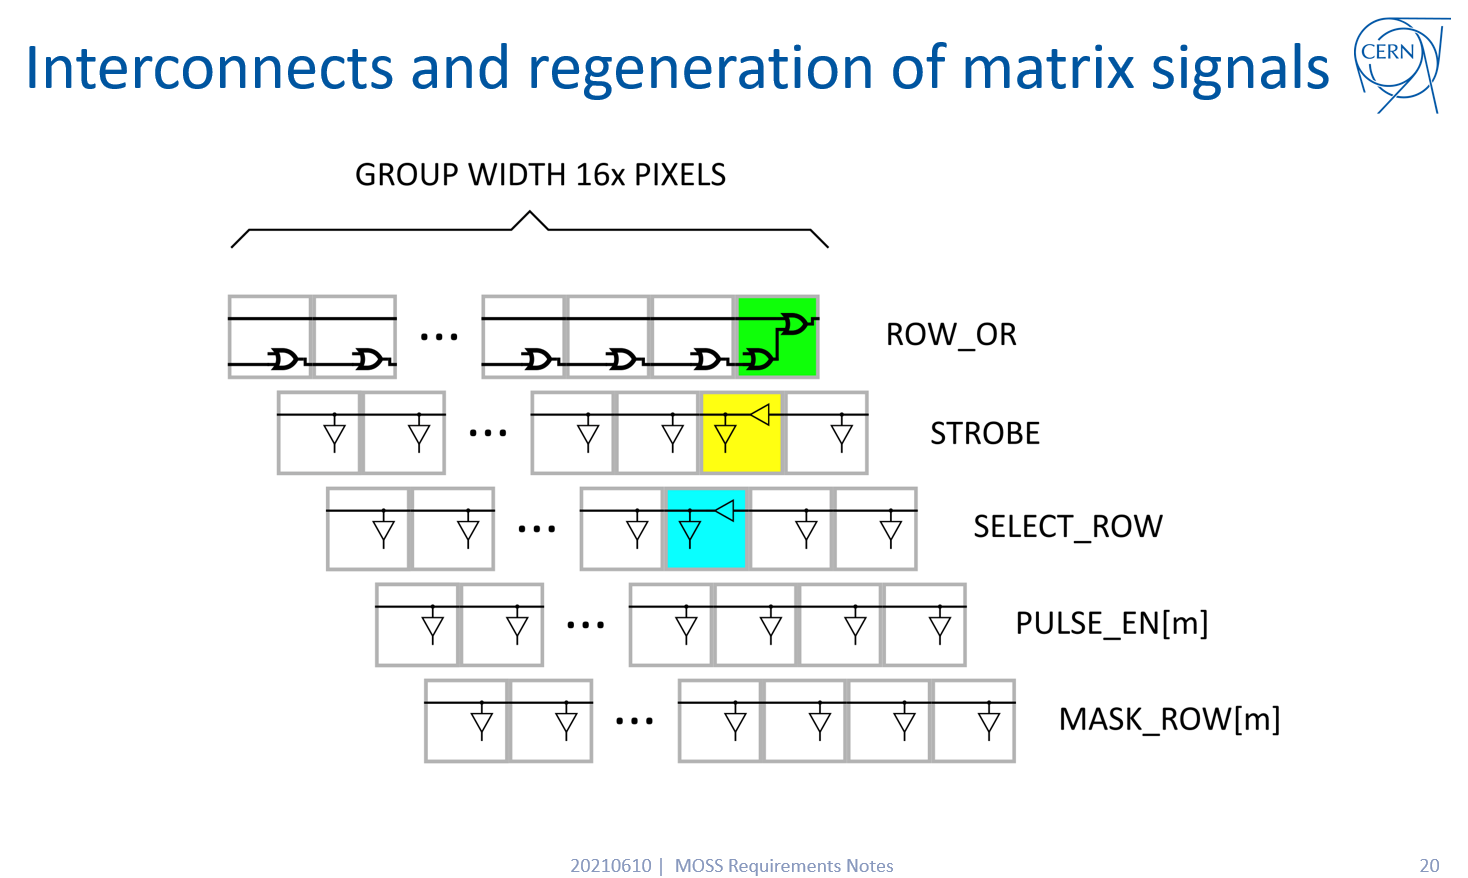 Interconnects and regeneration of matrix signals
CERN
GROUP WIDTH 16x PIXELS
...
ROW_OR
...
STROBE
...
SELECT_ROW
...
PULSE_EN[m]
...
MASK_ROW[m]
20210610 | MOSS Requirements Notes
20